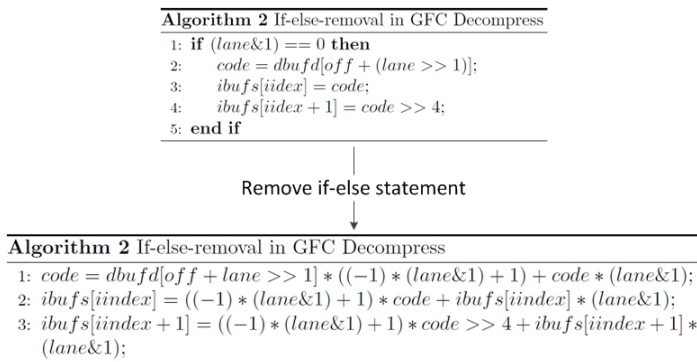 Algorithm 2 If-else-removal in GFC Decompress
1: if (lane&1) == 0 then
2: code = dbufd[off + (lane >> 1)];
3: ibufs[iidex] = code;
4: ibufs[iidex + 1] = code >> 4;
5: end if
Remove if-else statement
Algorithm 2 If-else-removal in GFC Decompress
1: code = dbufd[off + lane >> 1] * ((-1) * (lane&1) + 1) + code * (lane&1);
2: ibufs[iindex] = ((-1) * (lane&1) + 1) * code + ibufs[iindex] * (lane&1);
3: ibufs[iindex + 1] = ((-1) * (lane&1) + 1) * code >> 4 + ibufs[iindex + 1] *
(lane&1);